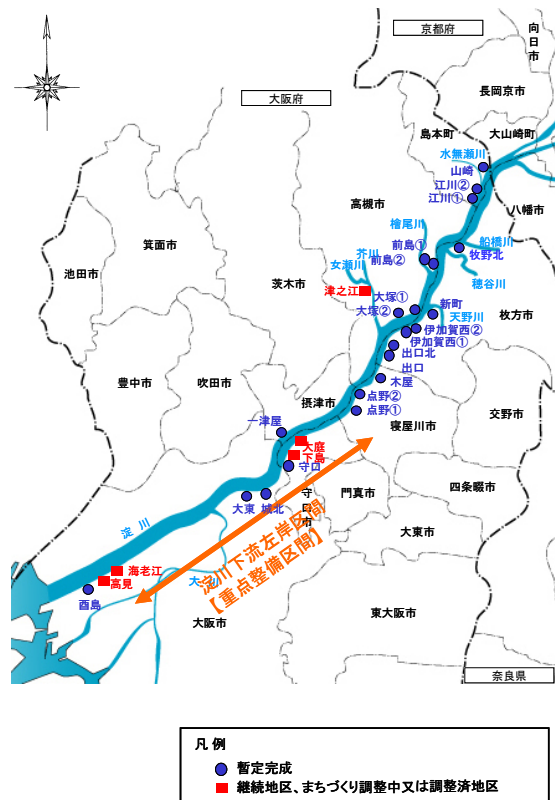 京都府
向日市
長岡京市
大阪府
島本町
大山崎町
水無瀬川
山崎
江川②
江川①
八幡市
高槻市
檜尾川
船橋川
牧野北
箕面市
芥川
前島①
前島②
女瀬川
穂谷川
池田市
茨木市
津之江
大塚①
新町
大塚②
天野川
枚方市
伊加賀西②
伊加賀西①
出口北
出口
豊中市
吹田市
木屋
摂津市
点野②
点野①
交野市
一津屋
寝屋川市
大庭
下島
守口
門真市
四条畷市
守口市
大東
城北
淀川
大東市
淀川下流左岸区間
【重点整備区間】
海老江
高見
大
酉島
大阪市
東大阪市
奈良県
凡例
暫定完成
継続地区、まちづくり調整中又は調整済地区